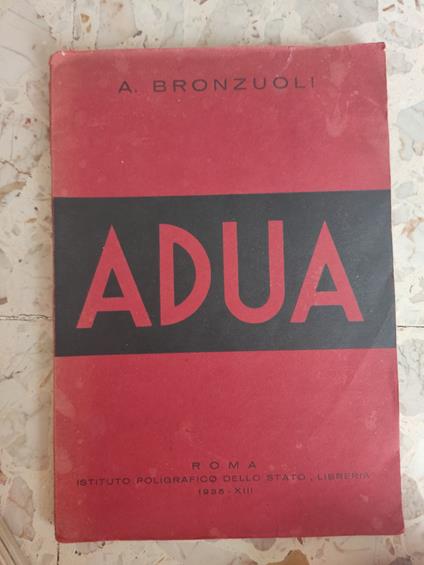 A. BRONZUOLI
ADUA
ROMA
ISTITUTO POLIGRAFICO DELLO STATO, LIBRERIA
1935 - XIII